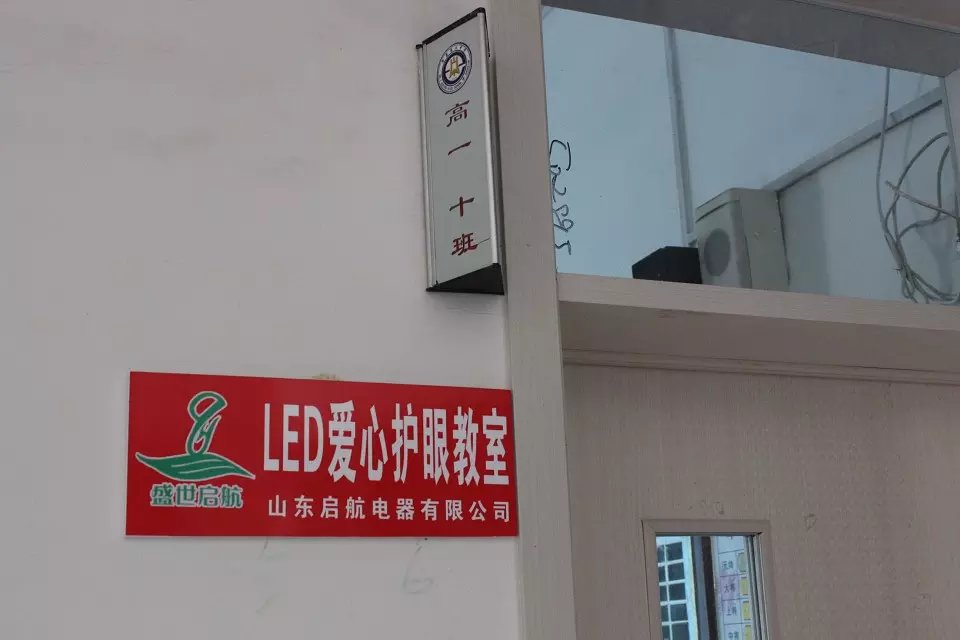 高一十班
LED爱心护眼教室
盛世启航
山东启航电器有限公司